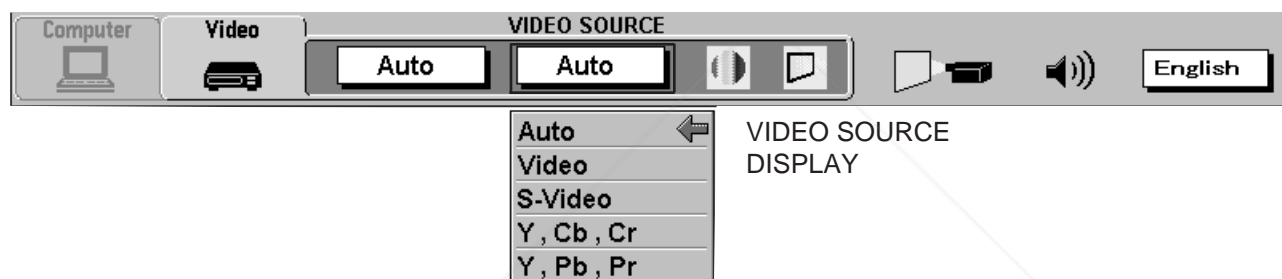 Computer
Video
VIDEO SOURCE
Auto
Auto
English
Auto
Video
S-Video
Y , Cb , Cr
Y , Pb , Pr
VIDEO SOURCE
DISPLAY